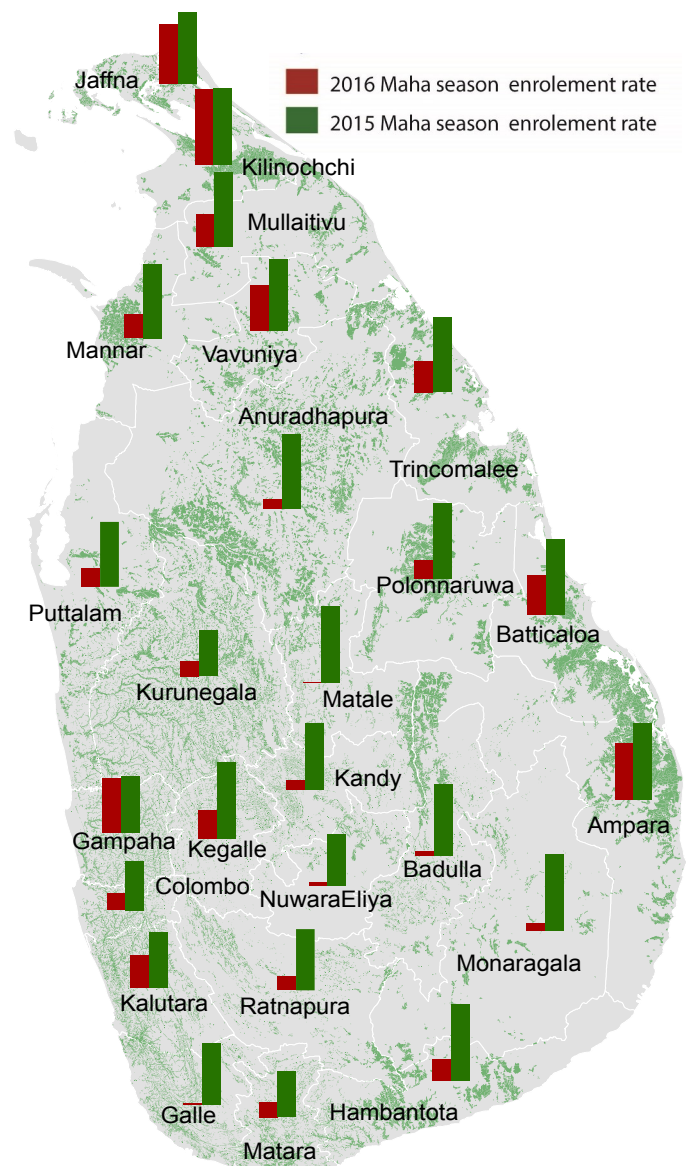 Jaffna
2016 Maha season enrolement rate
2015 Maha season enrolement rate
Kilinochchi
Mullaitivu
Mannar
Vavuniya
Anuradhapura
Trincomalee
Puttalam
Polonnaruwa
Batticaloa
Kurunegala
Matale
Kandy
Ampara
Gampaha
Kegalle
Badulla
Colombo
NuwaraEliya
Monaragala
Kalutara
Ratnapura
Galle
Hambantota
Matara